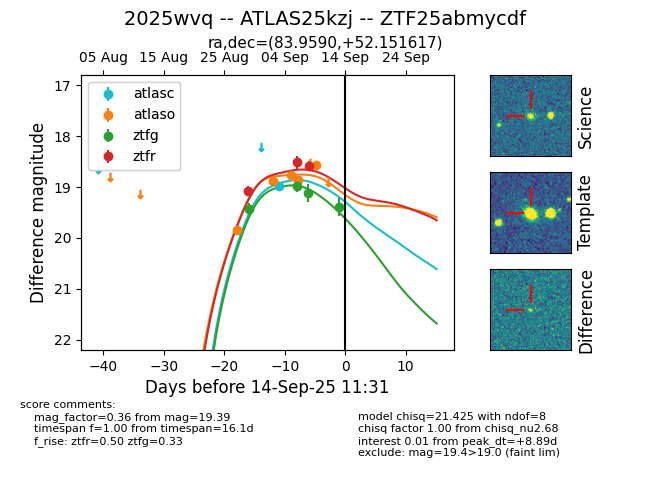 2025wvq -- ATLAS25kzj -- ZTF25abmycdf
ra,dec=(83.9590,+52.151617)
05 Aug 15 Aug 25 Aug 04 Sep 14 Sep 24 Sep
17
18
19
20
21
22
Difference magnitude
atlasc
atlaso
ztfg
ztfr
−40 −30 −20 −10 0 10
Days before 14-Sep-25 11:31
Science
Template
Difference
score comments:
mag_factor=0.36 from mag=19.39
timespan f=1.00 from timespan=16.1d
f_rise: ztfr=0.50 ztfg=0.33
model chisq=21.425 with ndof=8
chisq factor 1.00 from chisq_nu2.68
interest 0.01 from peak_dt=+8.89d
exclude: mag=19.4>19.0 (faint lim)